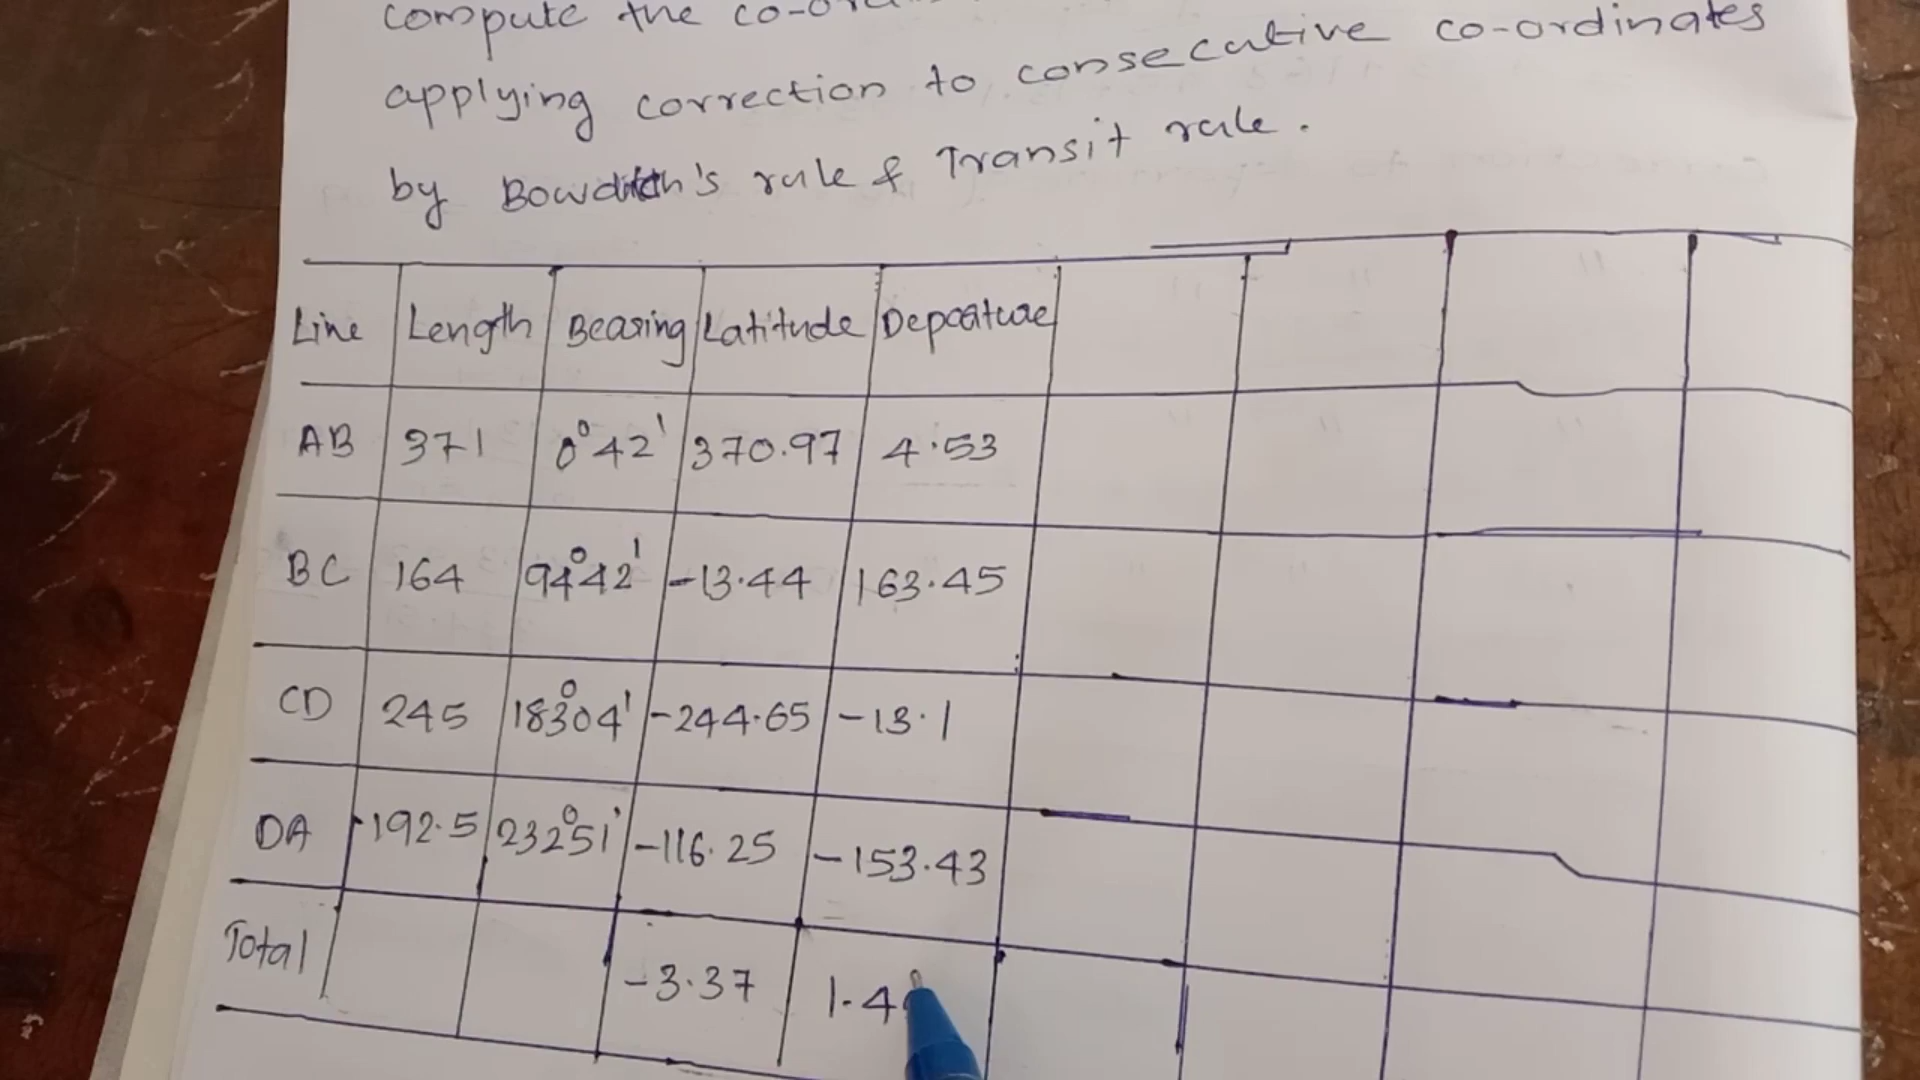 compute the
applying correction to consecutive co-ordinates
by Bowditch's rule & Transit rule.
Line Length Bearing Latitude Departure
AB 371 0°42' 370.97 4.53
BC 164 94°42' -13.44 163.45
CD 245 183°04' -244.65 -13.1
DA 192.5 232°51' -116.25 -153.43
Total -3.37 1.4